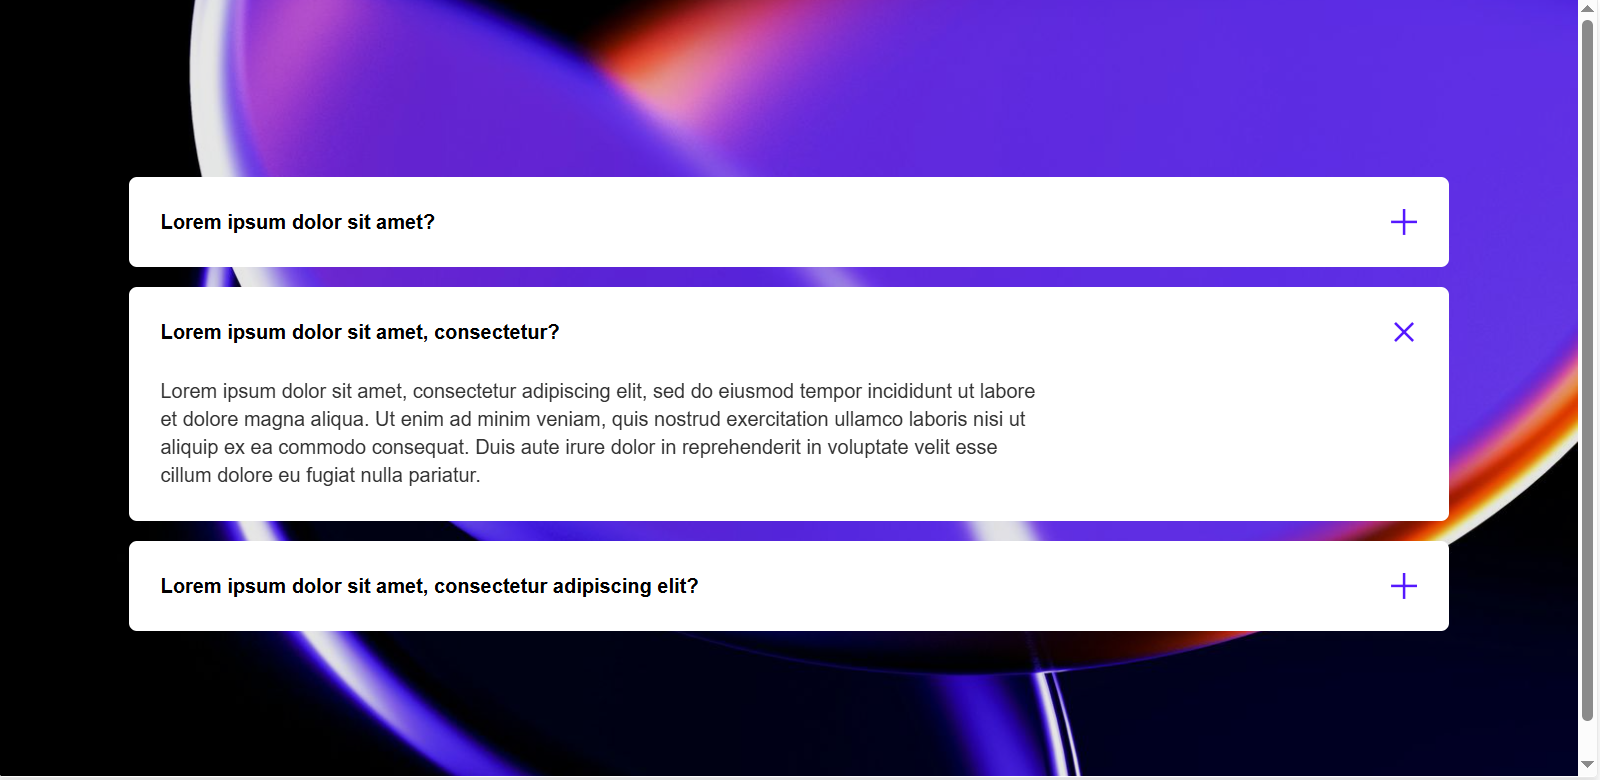 Lorem ipsum dolor sit amet?
Lorem ipsum dolor sit amet, consectetur?
Lorem ipsum dolor sit amet, consectetur adipiscing elit, sed do eiusmod tempor incididunt ut labore
et dolore magna aliqua. Ut enim ad minim veniam, quis nostrud exercitation ullamco laboris nisi ut
aliquip ex ea commodo consequat. Duis aute irure dolor in reprehenderit in voluptate velit esse
cillum dolore eu fugiat nulla pariatur.
Lorem ipsum dolor sit amet, consectetur adipiscing elit?